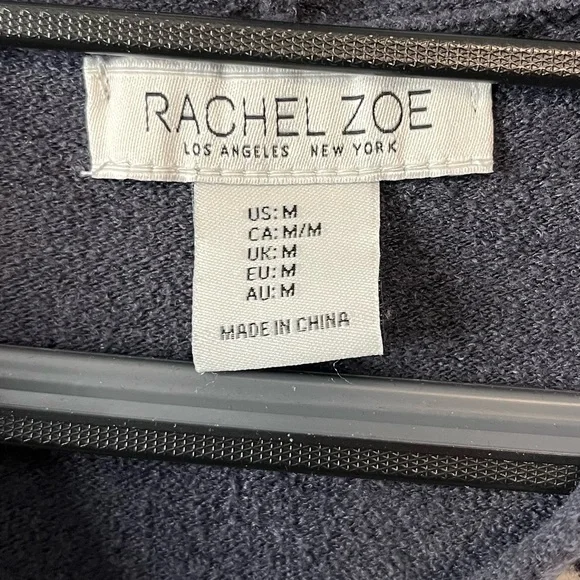 RACHEL ZOE
LOS ANGELES NEW YORK
US: M
CA: M/M
UK: M
EU: M
AU: M
MADE IN CHINA